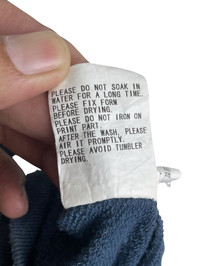 PLEASE DO NOT SOAK IN
WATER FOR A LONG TIME.
PLEASE FIX FORM
BEFORE DRYING.
PLEASE DO NOT IRON ON
PRINT PART.
AFTER THE WASH, PLEASE
AIR IT PROMPTLY.
PLEASE AVOID TUMBLER
DRYING.